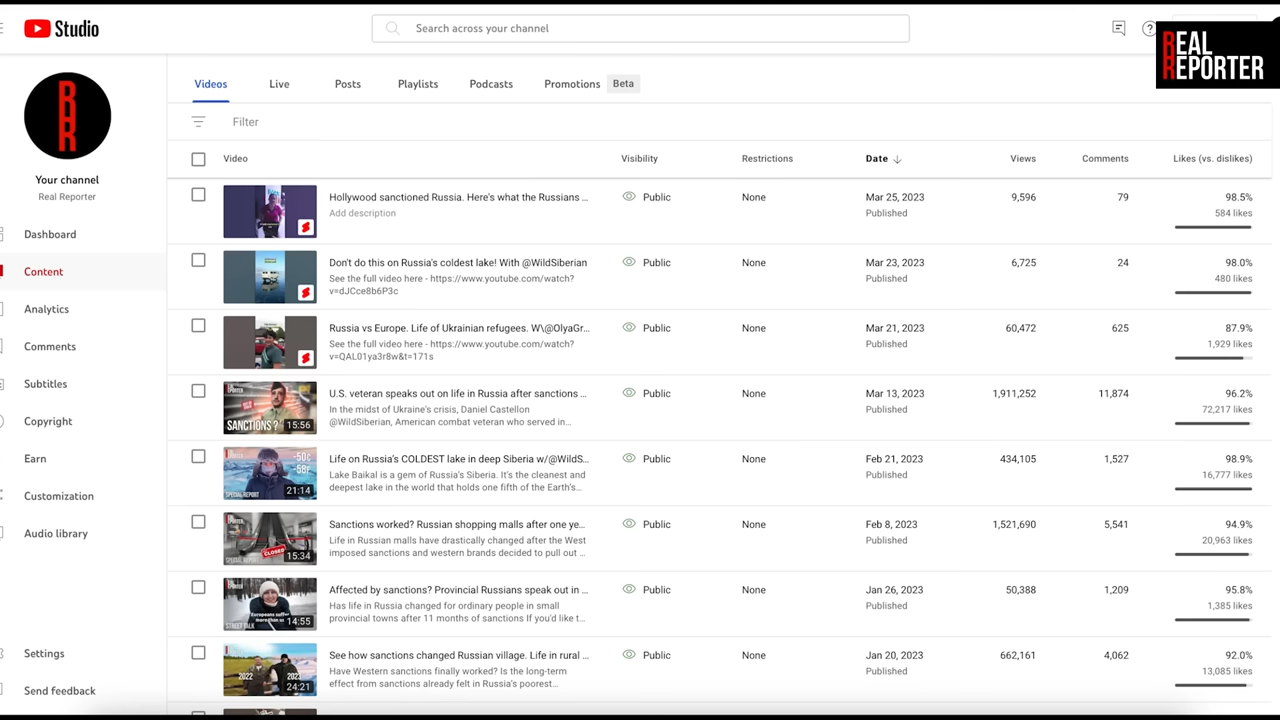 Studio
Search across your channel
REAL
REPORTER
Videos Live Posts Playlists Podcasts Promotions Beta
Filter
Your channel
Real Reporter
Dashboard
Content
Analytics
Comments
Subtitles
Copyright
Earn
Customization
Audio library
Settings
Send feedback
Video Visibility Restrictions Date Views Comments Likes (vs. dislikes)
Hollywood sanctioned Russia. Here's what the Russians ... Public None Mar 25, 2023 9,596 79 98.5%
Add description Published 584 likes
Don't do this on Russia's coldest lake! With @WildSiberian Public None Mar 23, 2023 6,725 24 98.0%
See the full video here - https://www.youtube.com/watch? Published 480 likes
v=dJCce8b6P3c
Russia vs Europe. Life of Ukrainian refugees. W\@OlyaGr... Public None Mar 21, 2023 60,472 625 87.9%
See the full video here - https://www.youtube.com/watch? Published 1,929 likes
v=QAL01ya3r8w&t=171s
U.S. veteran speaks out on life in Russia after sanctions ... Public None Mar 13, 2023 1,911,252 11,874 96.2%
In the midst of Ukraine's crisis, Daniel Castellon Published 72,217 likes
@WildSiberian, American combat veteran who served in...
SANCTIONS? 15:56
Life on Russia's COLDEST lake in deep Siberia w/@WildS... Public None Feb 21, 2023 434,105 1,527 98.9%
Lake Baikal is a gem of Russia's Siberia. It's the cleanest and Published 16,777 likes
deepest lake in the world that holds one fifth of the Earth's...
-50C
-58F
SPECIAL REPORT 21:14
Sanctions worked? Russian shopping malls after one ye... Public None Feb 8, 2023 1,521,690 5,541 94.9%
Life in Russian malls have drastically changed after the West Published 20,963 likes
imposed sanctions and western brands decided to pull out ...
CLOSED
SPECIAL REPORT 15:34
Affected by sanctions? Provincial Russians speak out in ... Public None Jan 26, 2023 50,388 1,209 95.8%
Has life in Russia changed for ordinary people in small Published 1,385 likes
provincial towns after 11 months of sanctions If you'd like t...
Europeans suffer
more than us
STREET TALK 14:55
See how sanctions changed Russian village. Life in rural ... Public None Jan 20, 2023 662,161 4,062 92.0%
Have Western sanctions finally worked? Is the long-term Published 13,085 likes
effect from sanctions already felt in Russia's poorest...
2022 2023
24:21